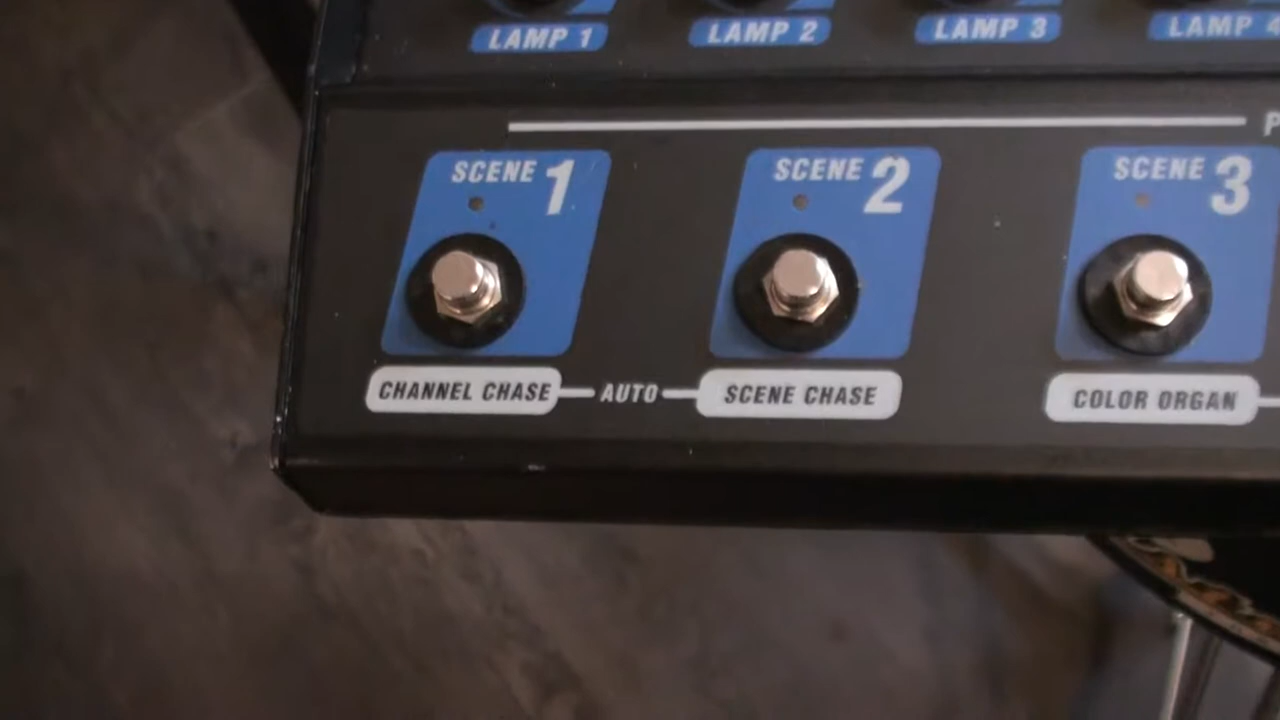 LAMP 1 LAMP 2 LAMP 3 LAMP 4
P
SCENE 1 SCENE 2 SCENE 3
CHANNEL CHASE AUTO SCENE CHASE COLOR ORGAN